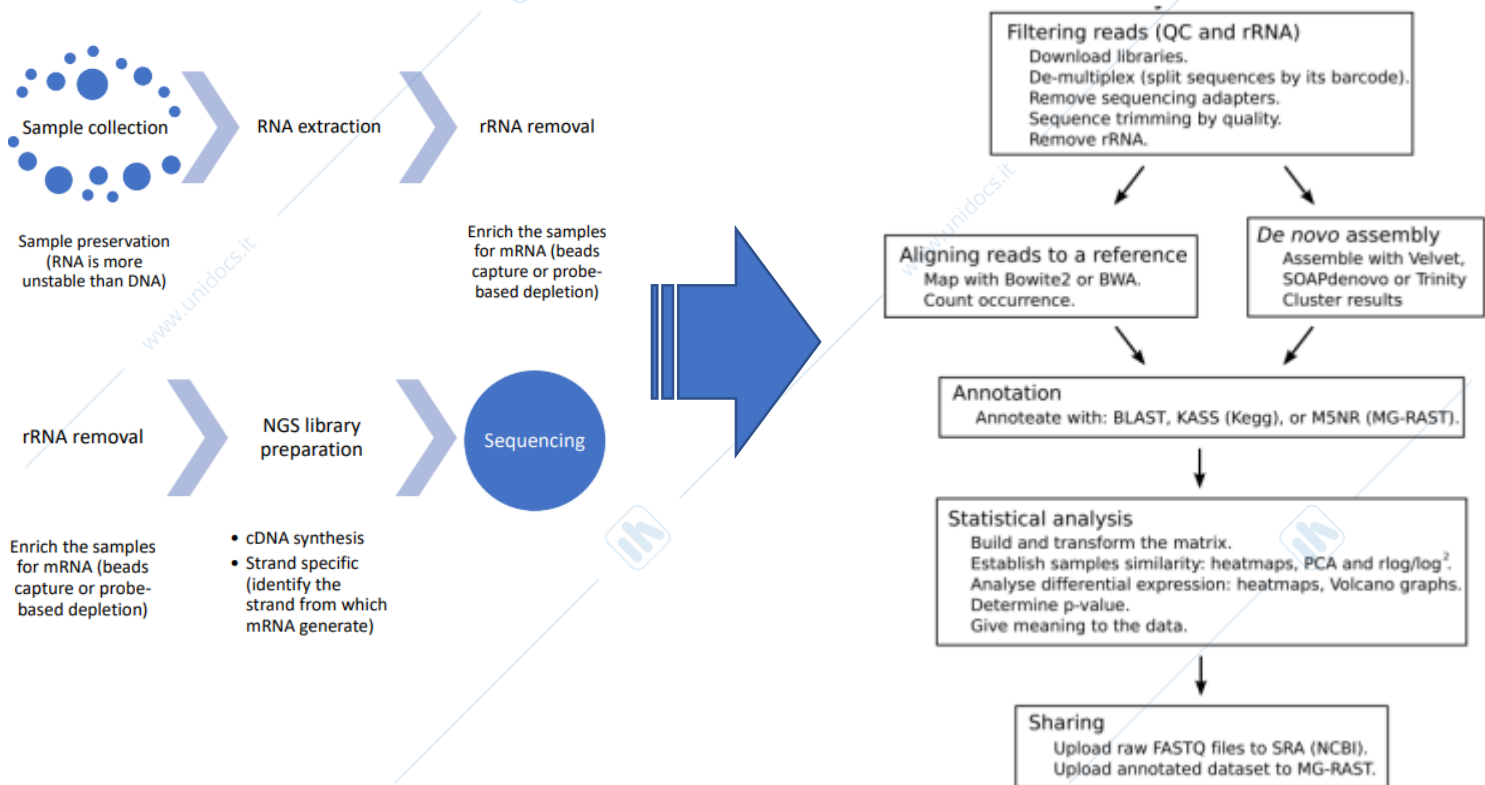 Sample collection
RNA extraction
rRNA removal
Sample preservation
(RNA is more
unstable than DNA)
Enrich the samples
for mRNA (beads
capture or probe-
based depletion)
rRNA removal
NGS library
preparation
Sequencing
Enrich the samples
for mRNA (beads
capture or probe-
based depletion)
• cDNA synthesis
• Strand specific
(identify the
strand from which
mRNA generate)
Filtering reads (QC and rRNA)
Download libraries.
De-multiplex (split sequences by its barcode).
Remove sequencing adapters.
Sequence trimming by quality.
Remove rRNA.
Aligning reads to a reference
Map with Bowite2 or BWA.
Count occurrence.
De novo assembly
Assemble with Velvet,
SOAPdenovo or Trinity
Cluster results
Annotation
Annoteate with: BLAST, KASS (Kegg), or M5NR (MG-RAST).
Statistical analysis
Build and transform the matrix.
Establish samples similarity: heatmaps, PCA and rlog/log².
Analyse differential expression: heatmaps, Volcano graphs.
Determine p-value.
Give meaning to the data.
Sharing
Upload raw FASTQ files to SRA (NCBI).
Upload annotated dataset to MG-RAST.
www.unidocs.it
www.unidocs.it